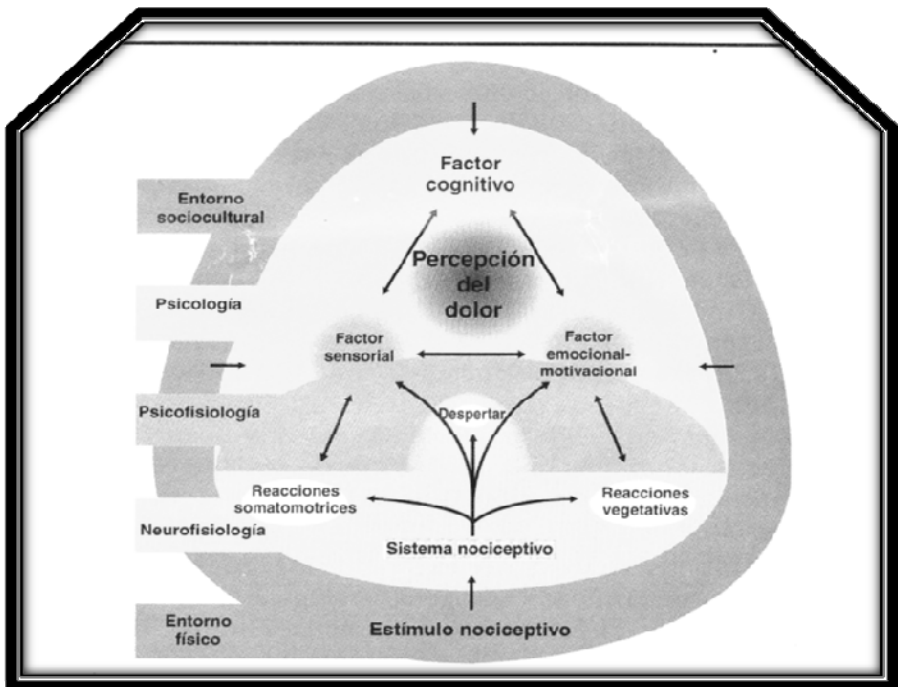 Factor
cognitivo
Entorno
sociocultural
Percepción
del
dolor
Psicología
Factor
sensorial
Factor
emocional-
motivacional
Psicofisiología
Despertar
Reacciones
somatomotrices
Reacciones
vegetativas
Neurofisiología
Sistema nociceptivo
Entorno
físico
Estímulo nociceptivo